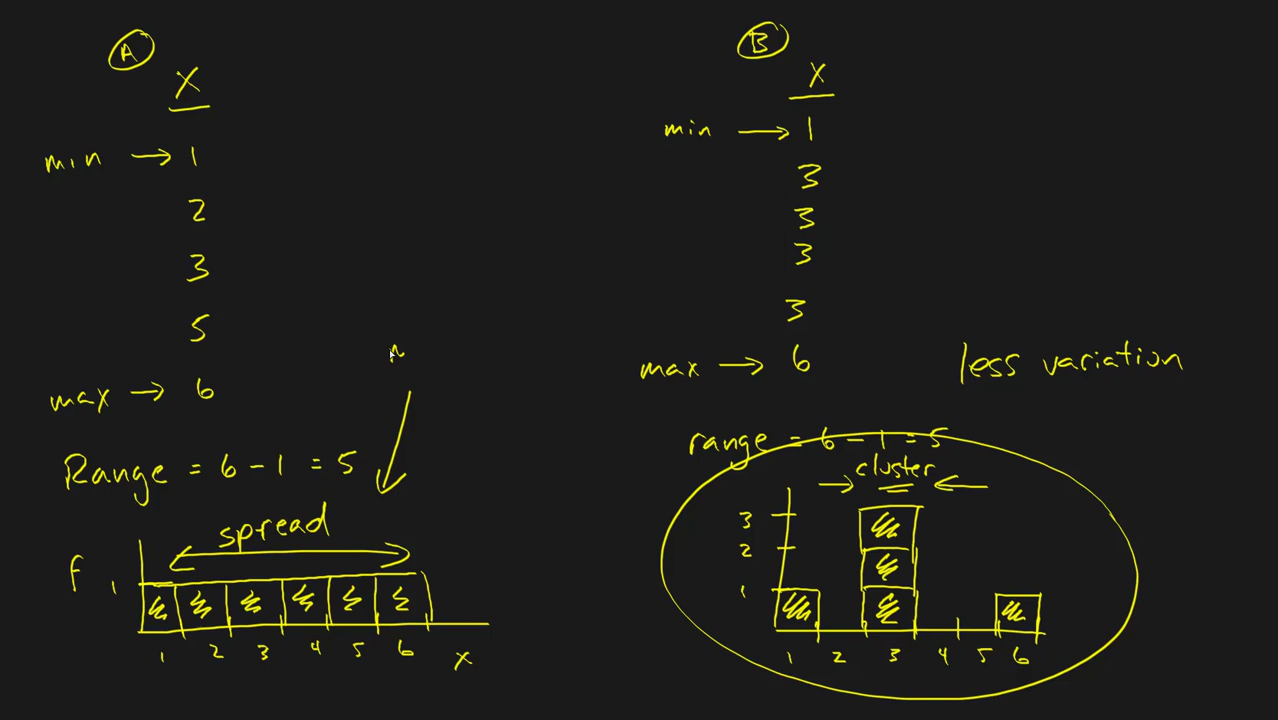 A
X
min → 1
2
3
5
max → 6
Range = 6 - 1 = 5
spread
f 1
1 2 3 4 5 6 x
B
X
min → 1
3
3
3
3
max → 6
less variation
range = 6 - 1 = 5
→ cluster ←
3
2
1
1 2 3 4 5 6